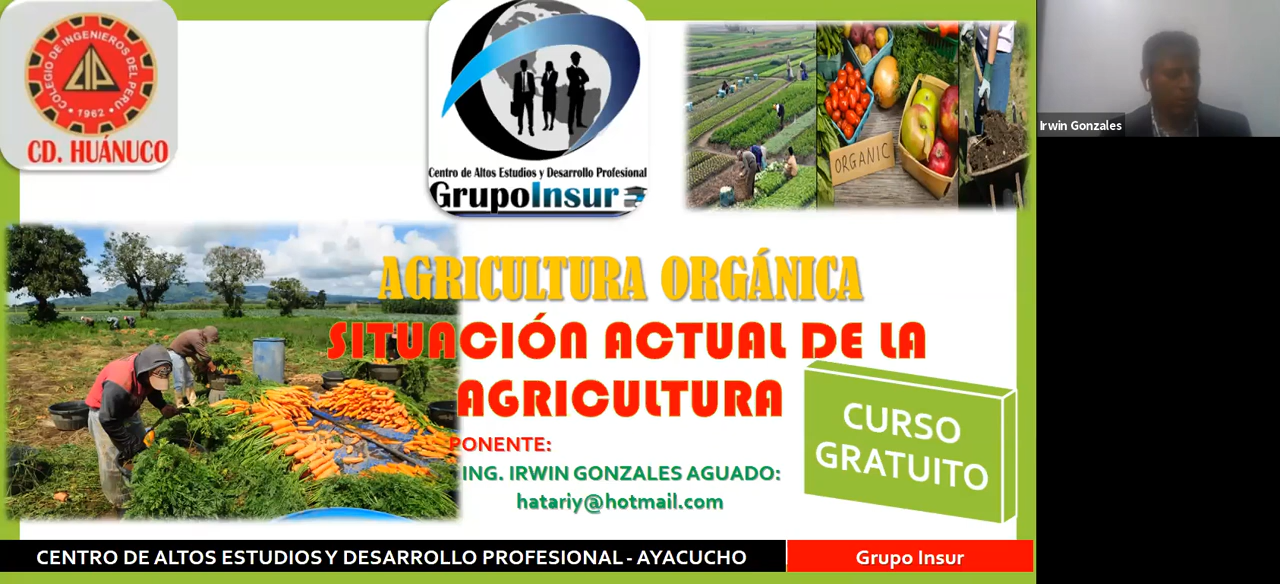 COLEGIO DE INGENIEROS DEL PERU
CIP
1962
CD. HUÁNUCO
Centro de Altos Estudios y Desarrollo Profesional
GrupoInsur
ORGANIC
Irwin Gonzales
AGRICULTURA ORGÁNICA
SITUACIÓN ACTUAL DE LA
AGRICULTURA
CURSO
GRATUITO
PONENTE:
ING. IRWIN GONZALES AGUADO:
hatariy@hotmail.com
CENTRO DE ALTOS ESTUDIOS Y DESARROLLO PROFESIONAL - AYACUCHO
Grupo Insur